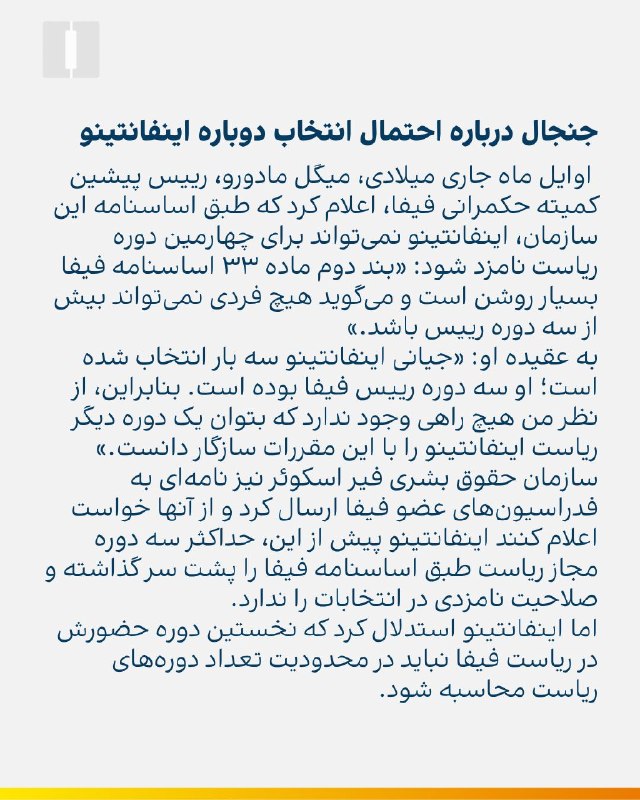 جنجال درباره احتمال انتخاب دوباره اینفانتینو
اوایل ماه جاری میلادی، میگل مادورو، رییس پیشین
کمیته حکمرانی فیفا، اعلام کرد که طبق اساسنامه این
سازمان، اینفانتینو نمی‌تواند برای چهارمین دوره
ریاست نامزد شود: «بند دوم ماده ۳۳ اساسنامه فیفا
بسیار روشن است و می‌گوید هیچ فردی نمی‌تواند بیش
از سه دوره رییس باشد.»
به عقیده او: «جیانی اینفانتینو سه بار انتخاب شده
است؛ او سه دوره رییس فیفا بوده است. بنابراین، از
نظر من هیچ راهی وجود ندارد که بتوان یک دوره دیگر
ریاست اینفانتینو را با این مقررات سازگار دانست.»
سازمان حقوق بشری فیر اسکوئر نیز نامه‌ای به
فدراسیون‌های عضو فیفا ارسال کرد و از آنها خواست
اعلام کنند اینفانتینو پیش از این، حداکثر سه دوره
مجاز ریاست طبق اساسنامه فیفا را پشت سر گذاشته و
صلاحیت نامزدی در انتخابات را ندارد.
اما اینفانتینو استدلال کرد که نخستین دوره حضورش
در ریاست فیفا نباید در محدودیت تعداد دوره‌های
ریاست محاسبه شود.